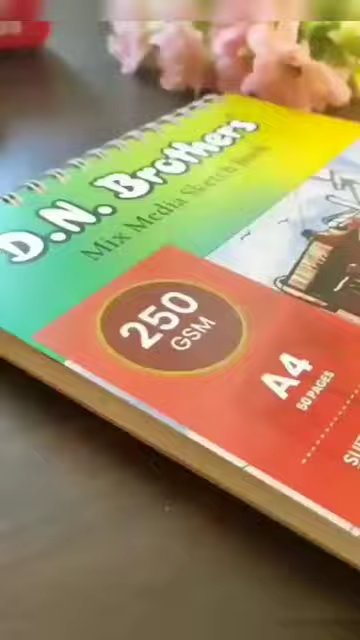 D.N. Brothers
Mix Media Sketch Book
250
GSM
A4
50 PAGES